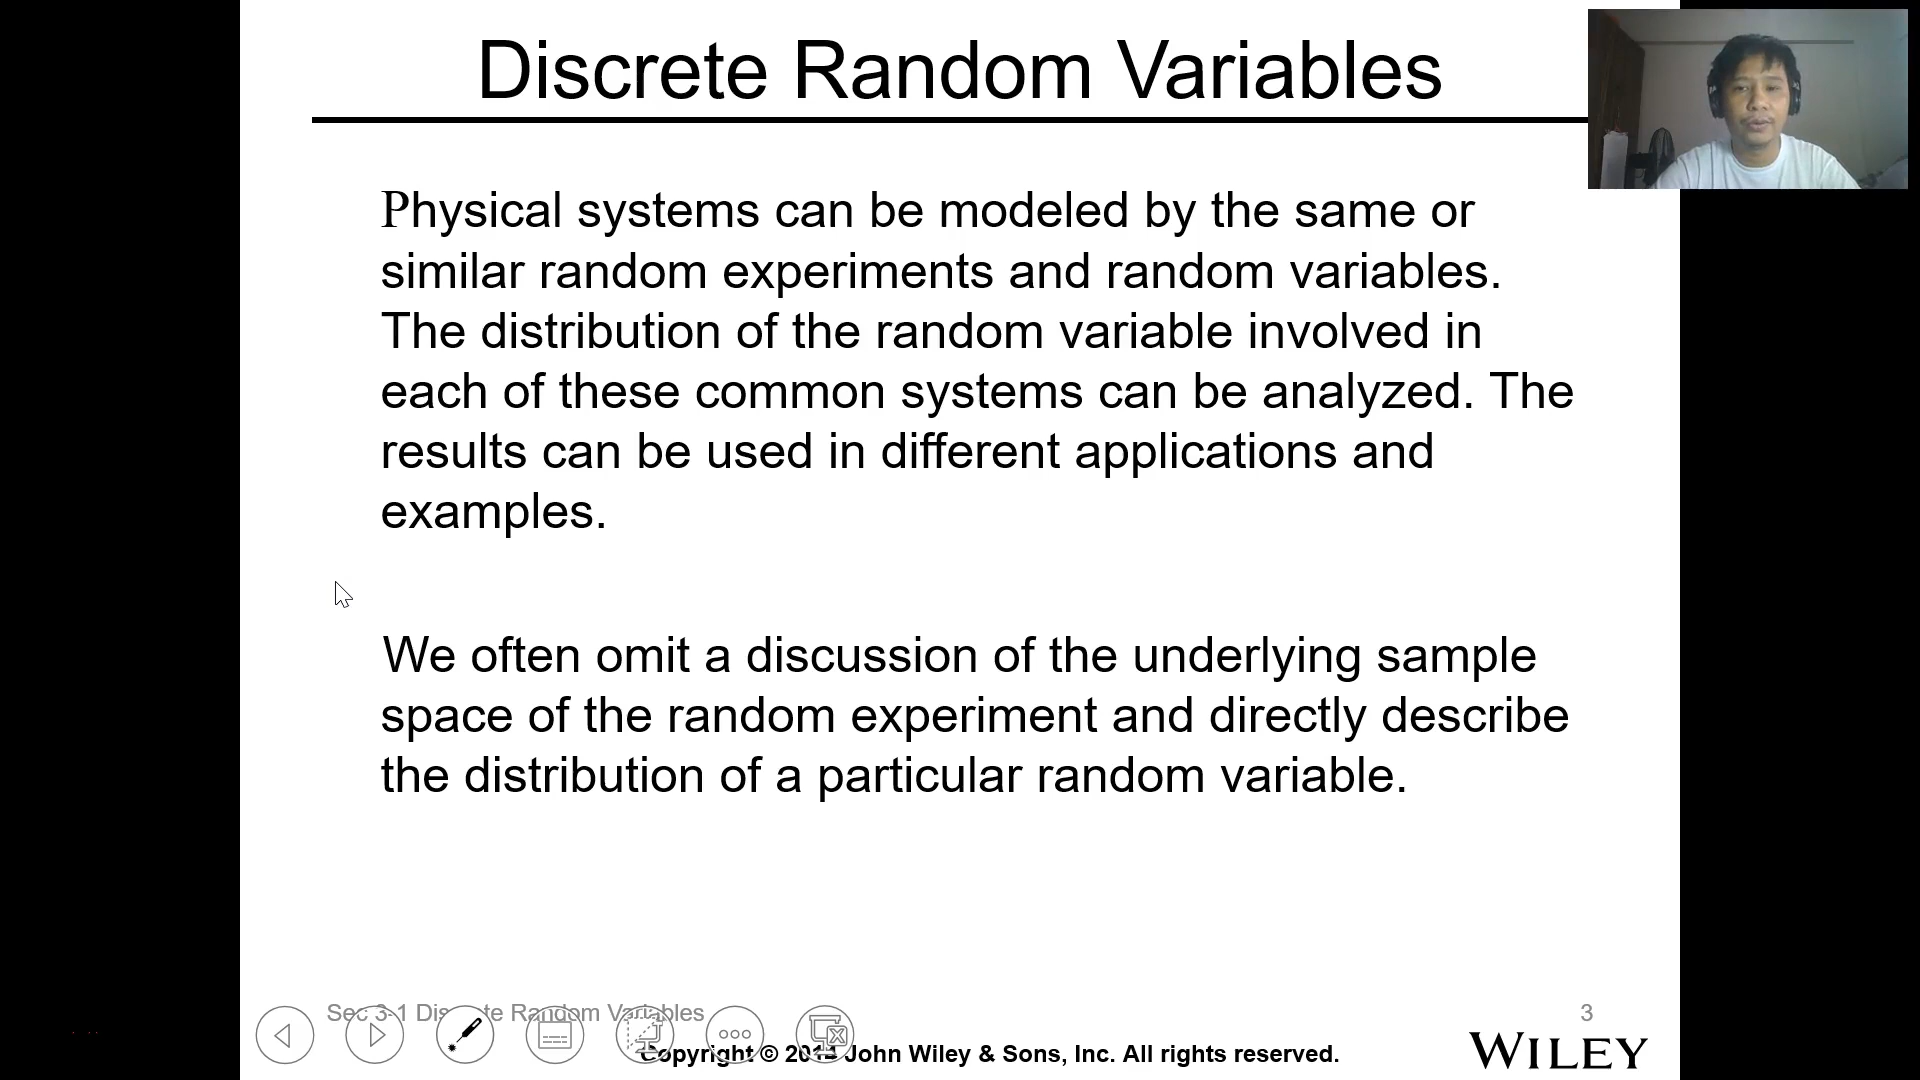 Discrete Random Variables
Physical systems can be modeled by the same or
similar random experiments and random variables.
The distribution of the random variable involved in
each of these common systems can be analyzed. The
results can be used in different applications and
examples.
We often omit a discussion of the underlying sample
space of the random experiment and directly describe
the distribution of a particular random variable.
Sec 3-1 Discrete Random Variables
3
Copyright © 2014 John Wiley & Sons, Inc. All rights reserved.
WILEY